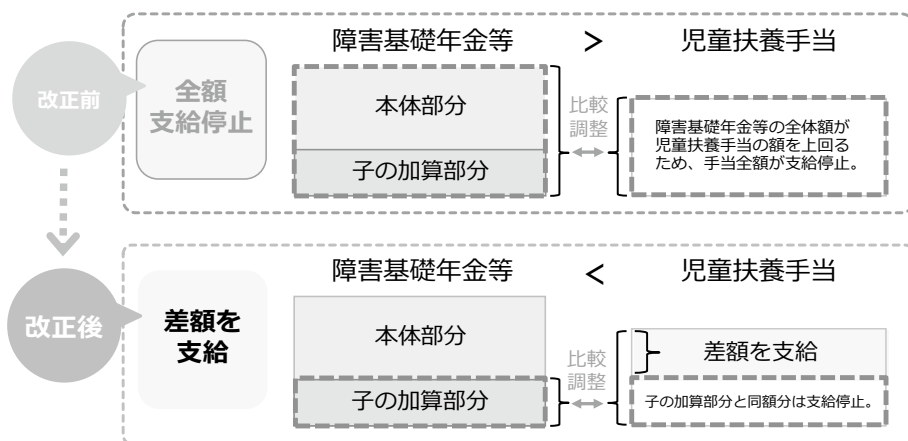 改正前
全額
支給停止
障害基礎年金等 > 児童扶養手当
本体部分
子の加算部分
比較
調整
障害基礎年金等の全体額が
児童扶養手当の額を上回る
ため、手当全額が支給停止。
改正後
差額を
支給
障害基礎年金等 < 児童扶養手当
本体部分
子の加算部分
比較
調整
差額を支給
子の加算部分と同額分は支給停止。